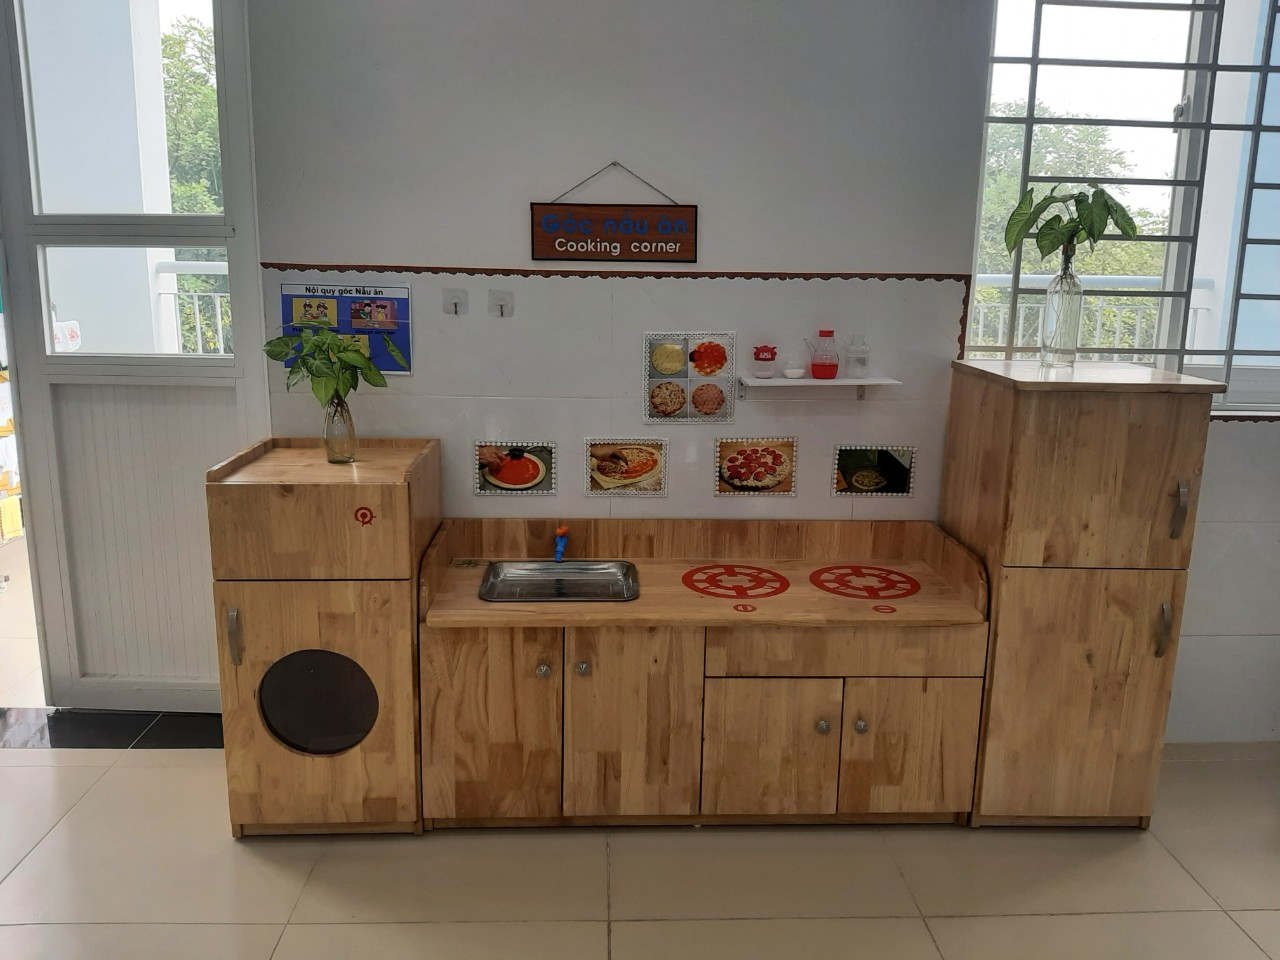 Góc nấu ăn
Cooking corner
Nội quy góc Nấu ăn